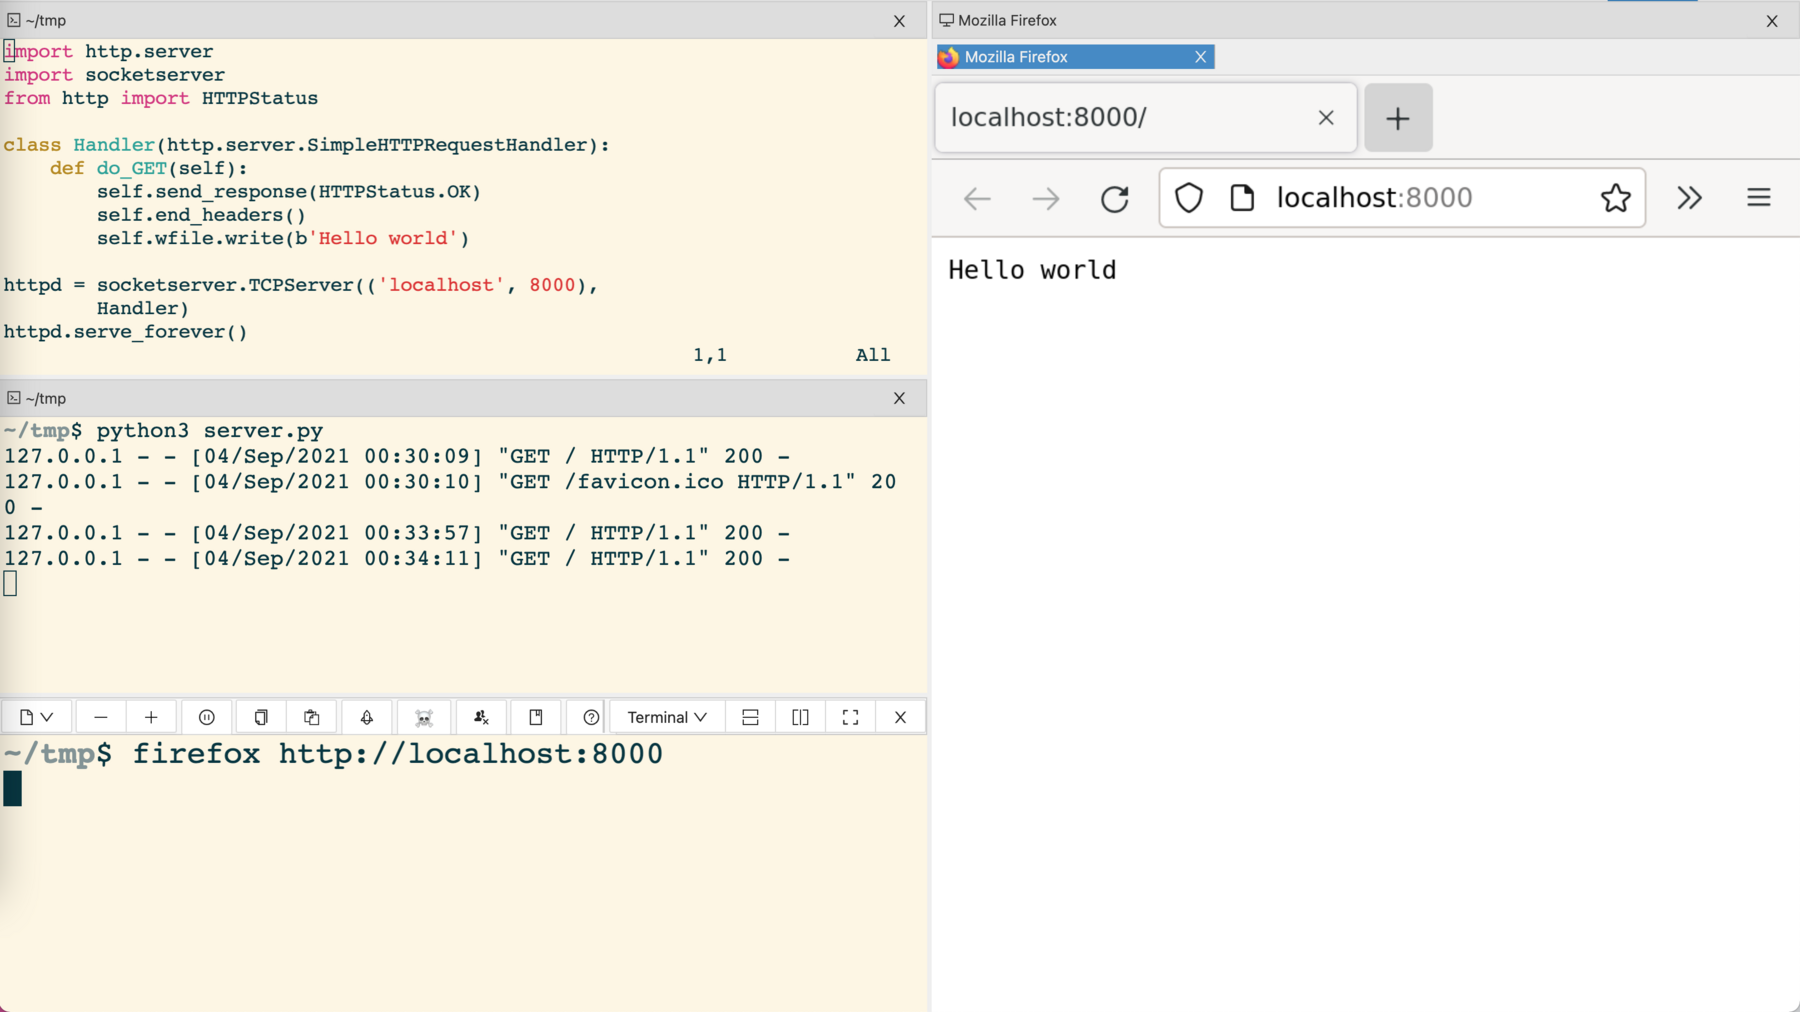 ~/tmp
import http.server
import socketserver
from http import HTTPStatus
class Handler(http.server.SimpleHTTPRequestHandler):
    def do_GET(self):
        self.send_response(HTTPStatus.OK)
        self.end_headers()
        self.wfile.write(b'Hello world')
httpd = socketserver.TCPServer(('localhost', 8000),
        Handler)
httpd.serve_forever()
1,1 All
~/tmp
~/tmp$ python3 server.py
127.0.0.1 - - [04/Sep/2021 00:30:09] "GET / HTTP/1.1" 200 -
127.0.0.1 - - [04/Sep/2021 00:30:10] "GET /favicon.ico HTTP/1.1" 20
0 -
127.0.0.1 - - [04/Sep/2021 00:33:57] "GET / HTTP/1.1" 200 -
127.0.0.1 - - [04/Sep/2021 00:34:11] "GET / HTTP/1.1" 200 -
Terminal
~/tmp$ firefox http://localhost:8000
Mozilla Firefox
Mozilla Firefox
localhost:8000/
localhost:8000
Hello world